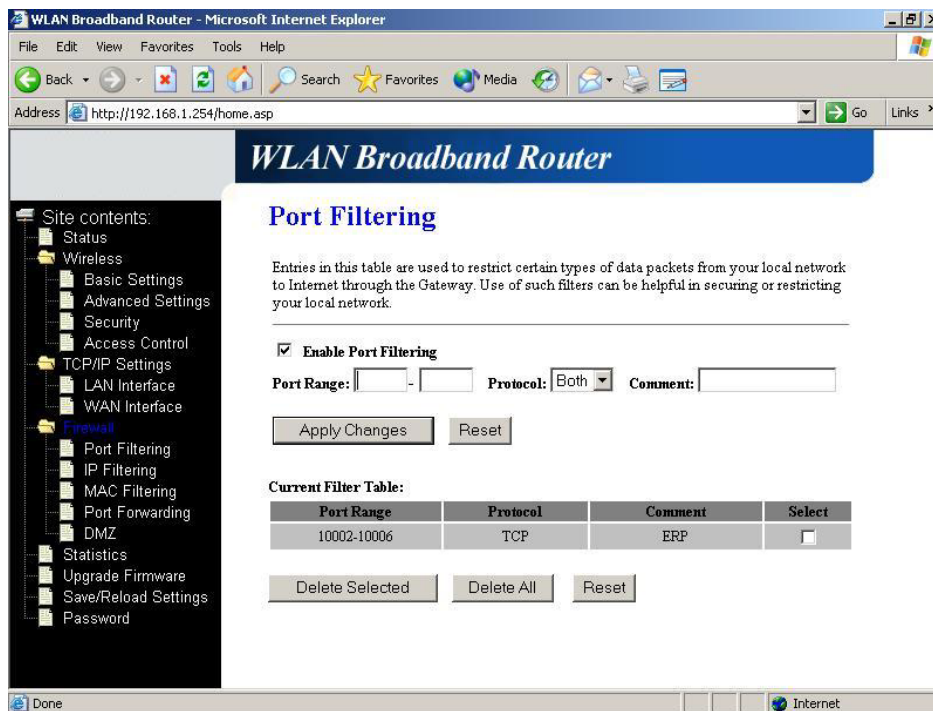 WLAN Broadband Router - Microsoft Internet Explorer
File Edit View Favorites Tools Help
Back Search Favorites Media
Address http://192.168.1.254/home.asp Go Links »
WLAN Broadband Router
Site contents:
Status
Wireless
Basic Settings
Advanced Settings
Security
Access Control
TCP/IP Settings
LAN Interface
WAN Interface
Firewall
Port Filtering
IP Filtering
MAC Filtering
Port Forwarding
DMZ
Statistics
Upgrade Firmware
Save/Reload Settings
Password
Port Filtering
Entries in this table are used to restrict certain types of data packets from your local network
to Internet through the Gateway. Use of such filters can be helpful in securing or restricting
your local network.
Enable Port Filtering
Port Range: - Protocol: Both Comment:
Apply Changes Reset
Current Filter Table:
Port Range Protocol Comment Select
10002-10006 TCP ERP
Delete Selected Delete All Reset
Done Internet